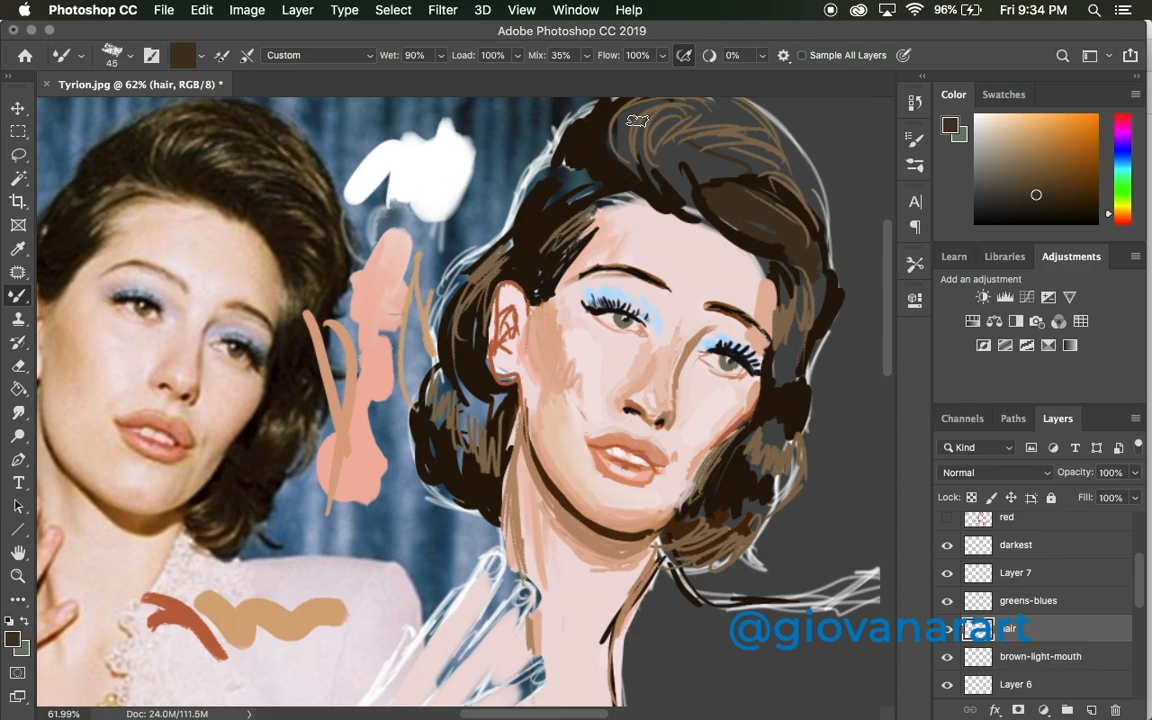 Photoshop CC File Edit Image Layer Type Select Filter 3D View Window Help 96% Fri 9:34 PM
Adobe Photoshop CC 2019
45 Custom Wet: 90% Load: 100% Mix: 35% Flow: 100% 0% Sample All Layers
Tyrion.jpg @ 62% (hair, RGB/8) *
Color Swatches
Learn Libraries Adjustments
Add an adjustment
Channels Paths Layers
Kind
Normal Opacity: 100%
Lock: Fill: 100%
red
darkest
Layer 7
greens-blues
hair
@giovanarart
brown-light-mouth
Layer 6
61.99% Doc: 24.0M/111.5M